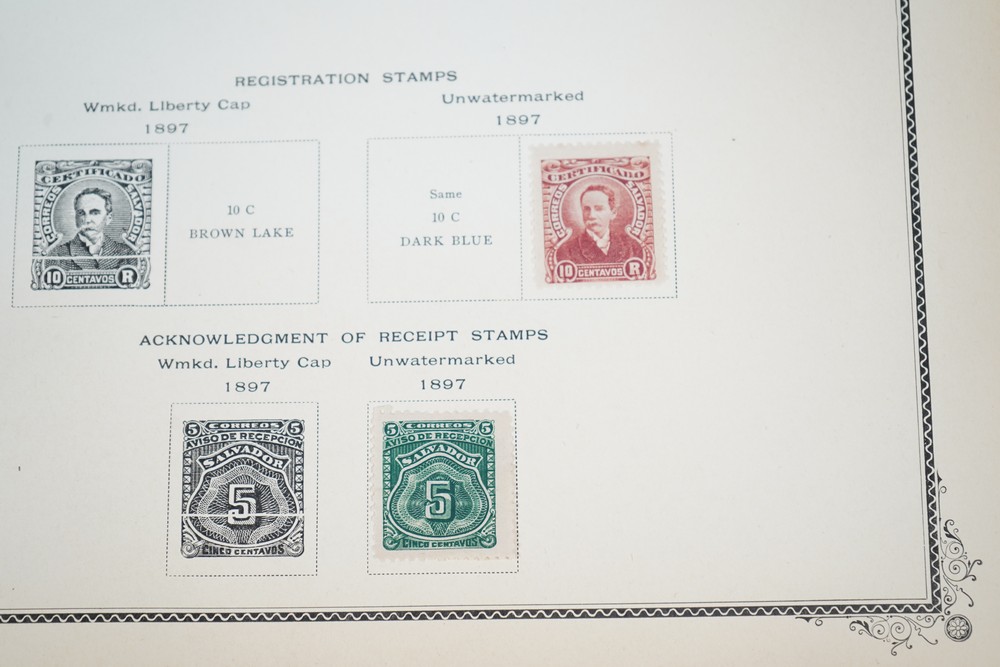 REGISTRATION STAMPS
Wmkd. Liberty Cap
1897
Unwatermarked
1897
CERTIFICADO
CORREOS
SALVADOR
10 CENTAVOS R
10 C
BROWN LAKE
Same
10 C
DARK BLUE
CERTIFICADO
CORREOS
SALVADOR
10 CENTAVOS R
ACKNOWLEDGMENT OF RECEIPT STAMPS
Wmkd. Liberty Cap
1897
Unwatermarked
1897
5 CORREOS 5
AVISO DE RECEPCION
SALVADOR
5
CINCO CENTAVOS
5 CORREOS 5
AVISO DE RECEPCION
SALVADOR
5
CINCO CENTAVOS